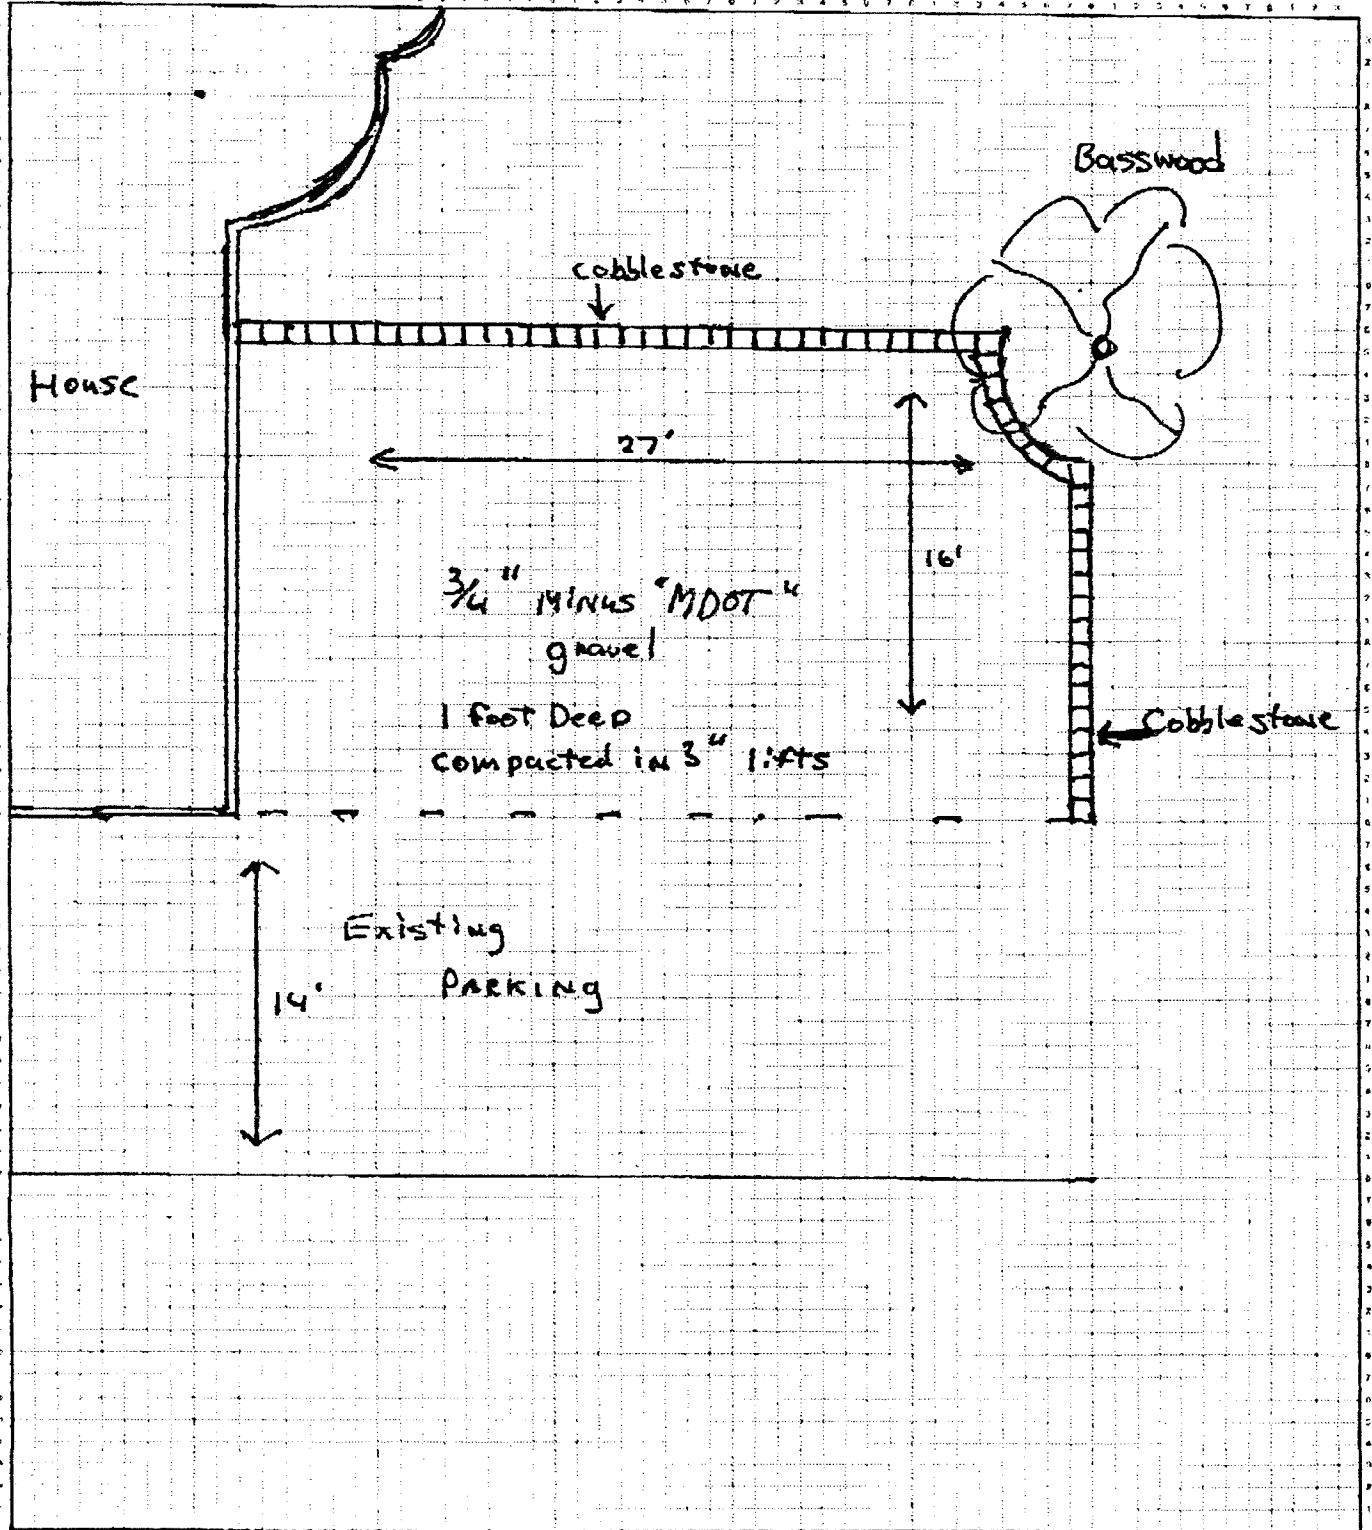 Basswood
cobblestone
House
27'
16'
3/4" MINUS "MDOT"
gravel
1 foot Deep
compacted in 3" lifts
Cobblestone
Existing
PARKING
14'